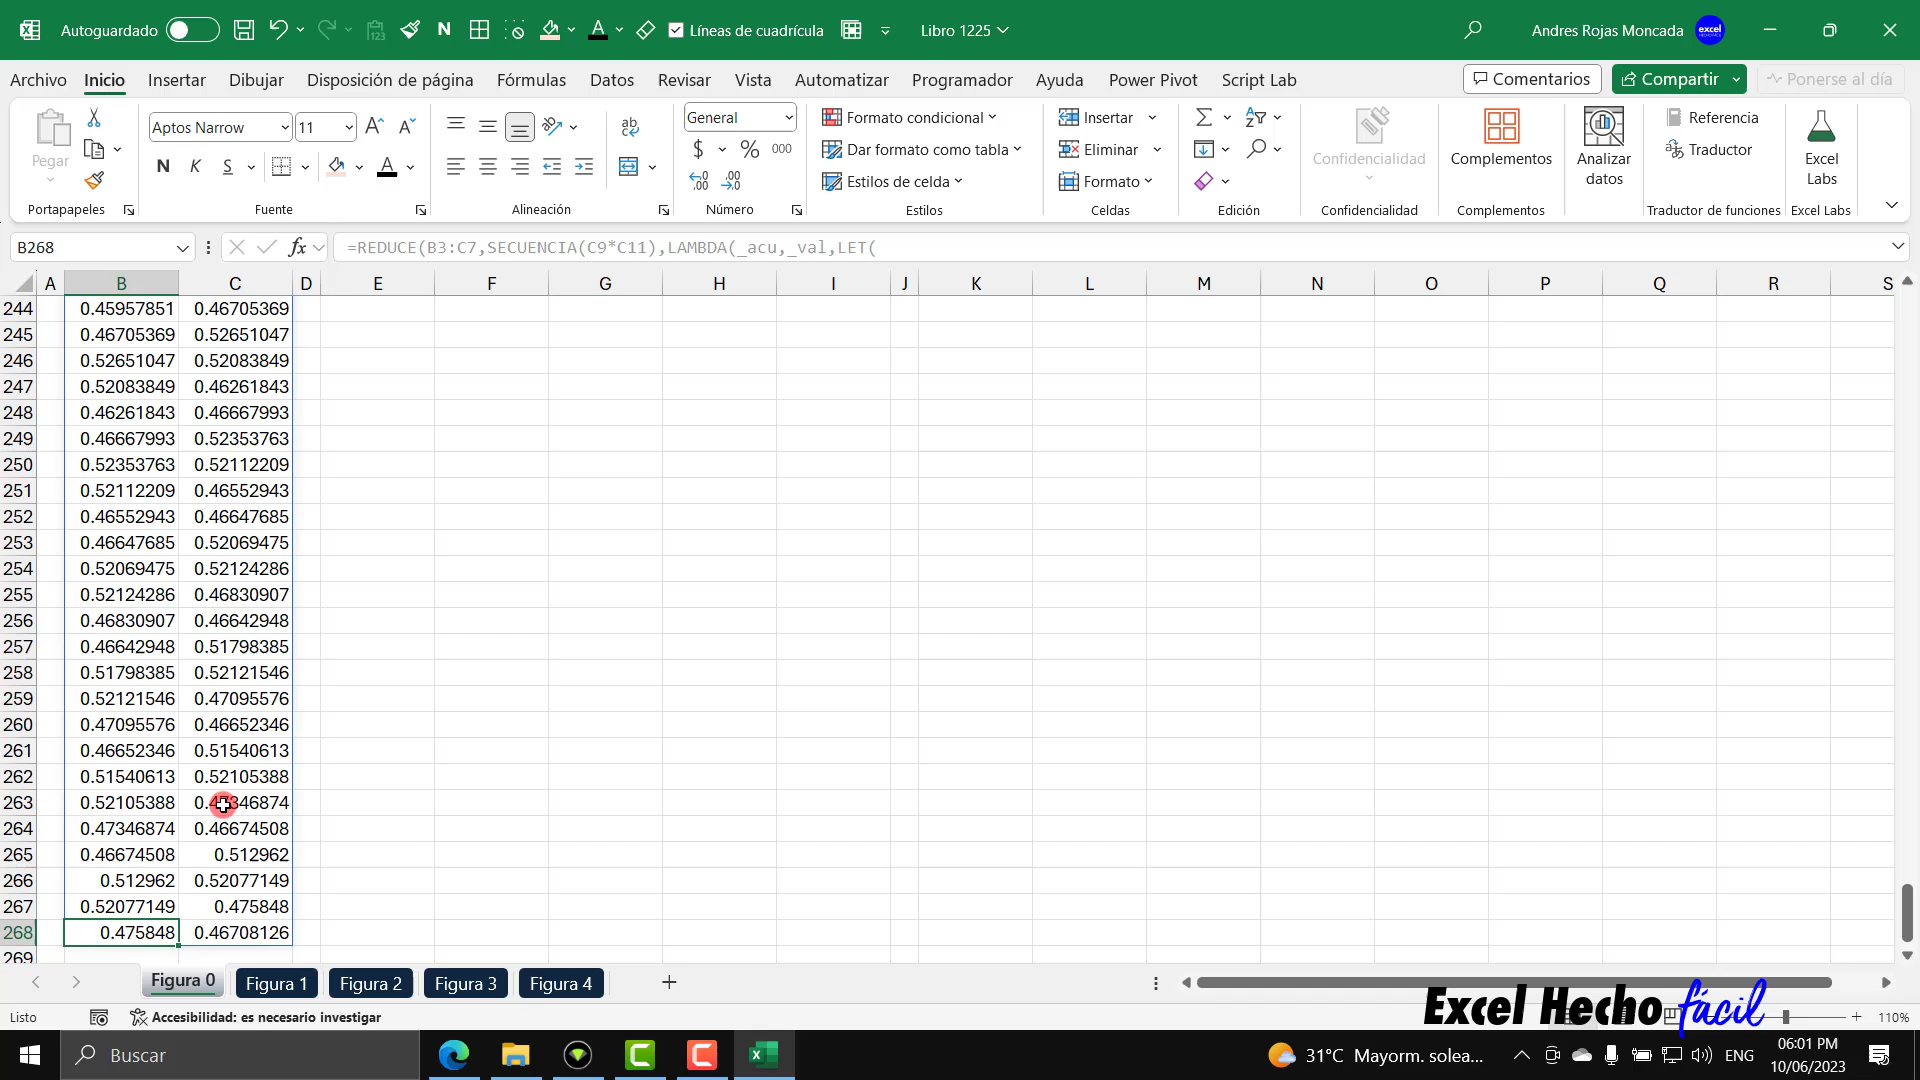 Autoguardado
Líneas de cuadrícula
Libro 1225
Andres Rojas Moncada
Archivo Inicio Insertar Dibujar Disposición de página Fórmulas Datos Revisar Vista Automatizar Programador Ayuda Power Pivot Script Lab
Comentarios Compartir Ponerse al día
Pegar
Portapapeles
Aptos Narrow 11
N K S
Fuente
Alineación
General
$ % 000
Número
Formato condicional
Dar formato como tabla
Estilos de celda
Estilos
Insertar
Eliminar
Formato
Celdas
Edición
Confidencialidad
Confidencialidad
Complementos
Complementos
Analizar datos
Referencia
Traductor
Traductor de funciones
Excel Labs
Excel Labs
B268 fx =REDUCE(B3:C7,SECUENCIA(C9*C11),LAMBDA(_acu,_val,LET(
A B C D E F G H I J K L M N O P Q R S
244 0.45957851 0.46705369
245 0.46705369 0.52651047
246 0.52651047 0.52083849
247 0.52083849 0.46261843
248 0.46261843 0.46667993
249 0.46667993 0.52353763
250 0.52353763 0.52112209
251 0.52112209 0.46552943
252 0.46552943 0.46647685
253 0.46647685 0.52069475
254 0.52069475 0.52124286
255 0.52124286 0.46830907
256 0.46830907 0.46642948
257 0.46642948 0.51798385
258 0.51798385 0.52121546
259 0.52121546 0.47095576
260 0.47095576 0.46652346
261 0.46652346 0.51540613
262 0.51540613 0.52105388
263 0.52105388 0.47346874
264 0.47346874 0.46674508
265 0.46674508 0.512962
266 0.512962 0.52077149
267 0.52077149 0.475848
268 0.475848 0.46708126
269
Figura 0 Figura 1 Figura 2 Figura 3 Figura 4
Excel Hecho fácil
Listo Accesibilidad: es necesario investigar 110%
Buscar
31°C Mayorm. solea...
ENG
06:01 PM
10/06/2023